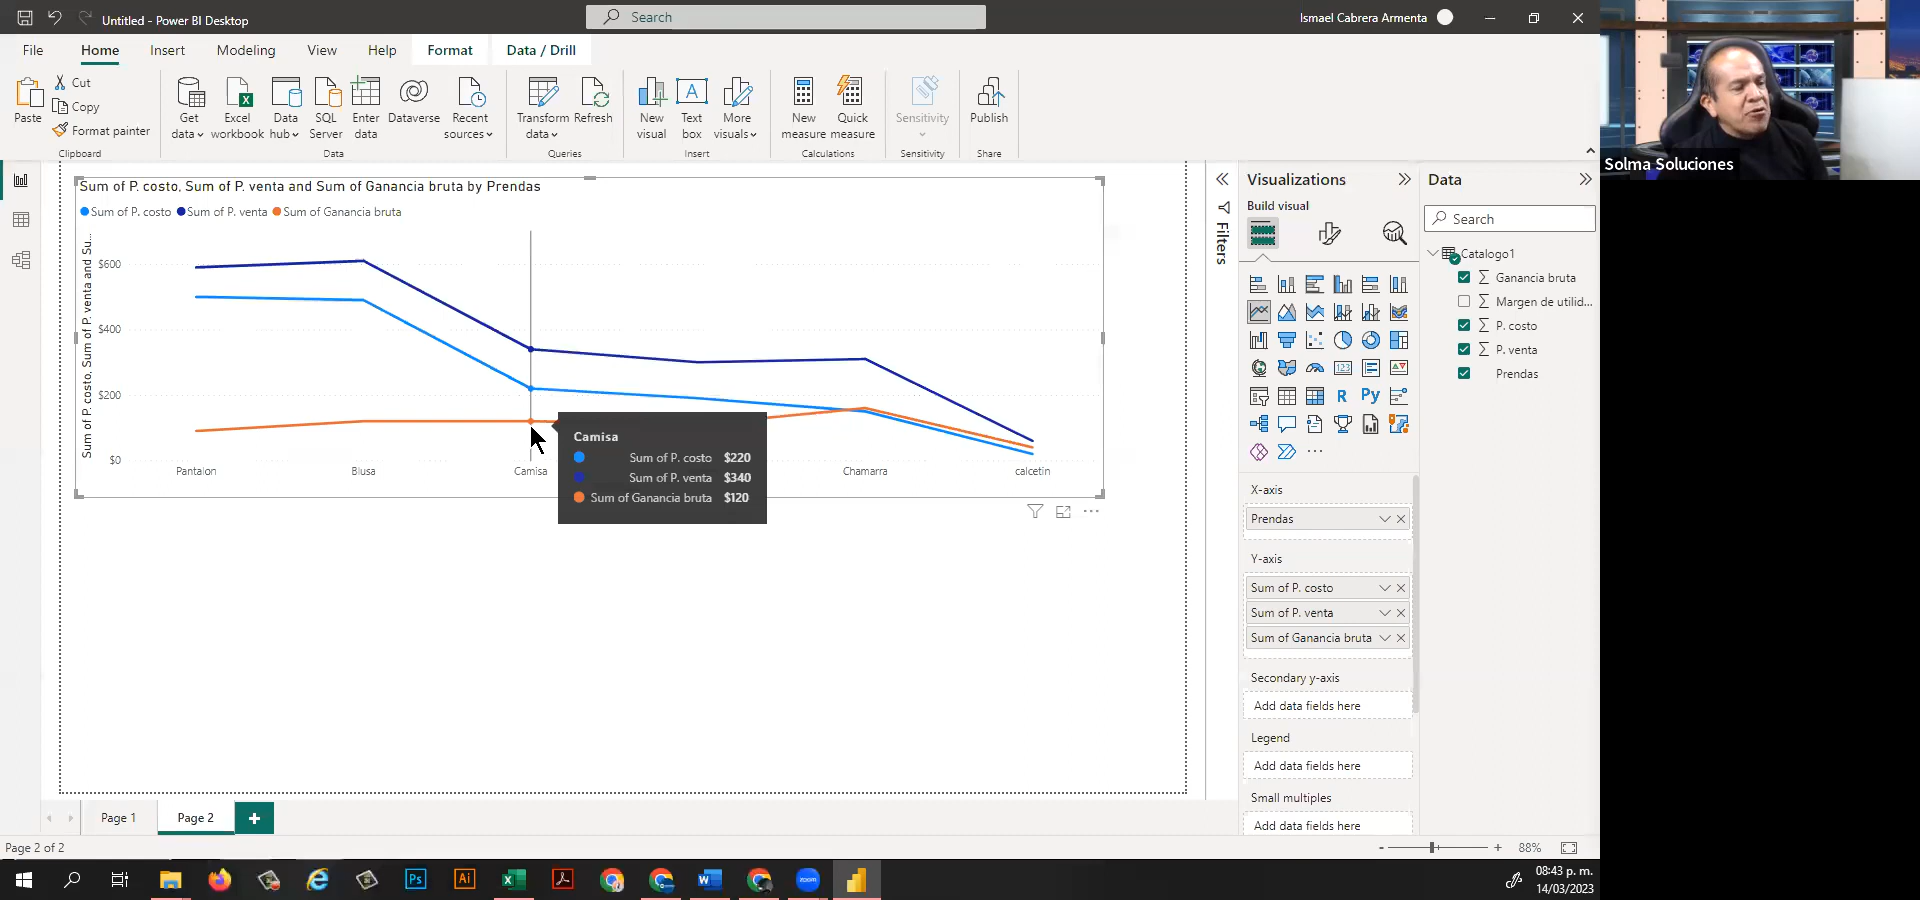 Untitled - Power BI Desktop
Search
Ismael Cabrera Armenta
File
Home
Insert
Modeling
View
Help
Format
Data / Drill
Paste
Cut
Copy
Format painter
Clipboard
Get data
Excel workbook
Data hub
SQL Server
Enter data
Dataverse
Recent sources
Data
Transform data
Refresh
Queries
New visual
Text box
More visuals
Insert
New measure
Quick measure
Calculations
Sensitivity
Sensitivity
Publish
Share
Solma Soluciones
Sum of P. costo, Sum of P. venta and Sum of Ganancia bruta by Prendas
Sum of P. costo
Sum of P. venta
Sum of Ganancia bruta
Sum of P. costo, Sum of P. venta and Su...
$600
$400
$200
$0
Pantalon
Blusa
Camisa
Chamarra
calcetin
Camisa
Sum of P. costo $220
Sum of P. venta $340
Sum of Ganancia bruta $120
Filters
Visualizations
Build visual
R
Py
123
X-axis
Prendas
Y-axis
Sum of P. costo
Sum of P. venta
Sum of Ganancia bruta
Secondary y-axis
Add data fields here
Legend
Add data fields here
Small multiples
Add data fields here
Data
Search
Catalogo1
Ganancia bruta
Margen de utilid...
P. costo
P. venta
Prendas
Page 1
Page 2
Page 2 of 2
88%
Ps
Ai
zoom
08:43 p. m.
14/03/2023